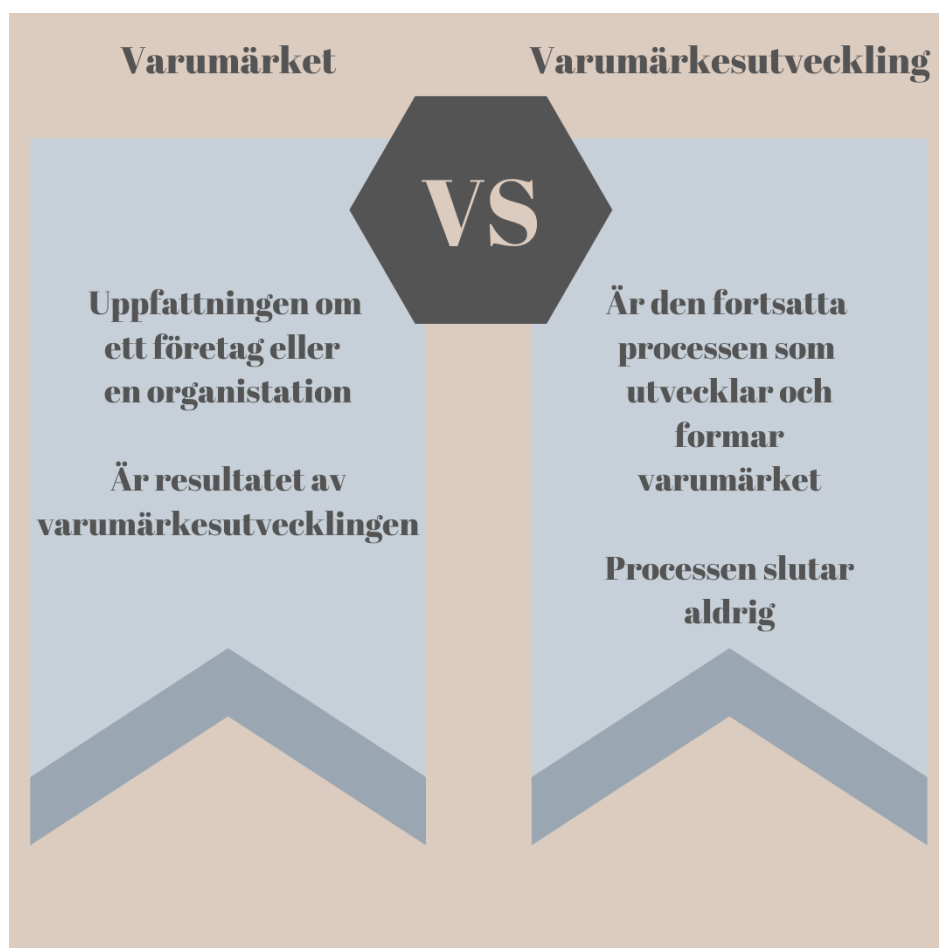 Varumärket
Varumärkesutveckling
VS
Uppfattningen om
ett företag eller
en organistation
Är resultatet av
varumärkesutvecklingen
Är den fortsatta
processen som
utvecklar och
formar
varumärket
Processen slutar
aldrig